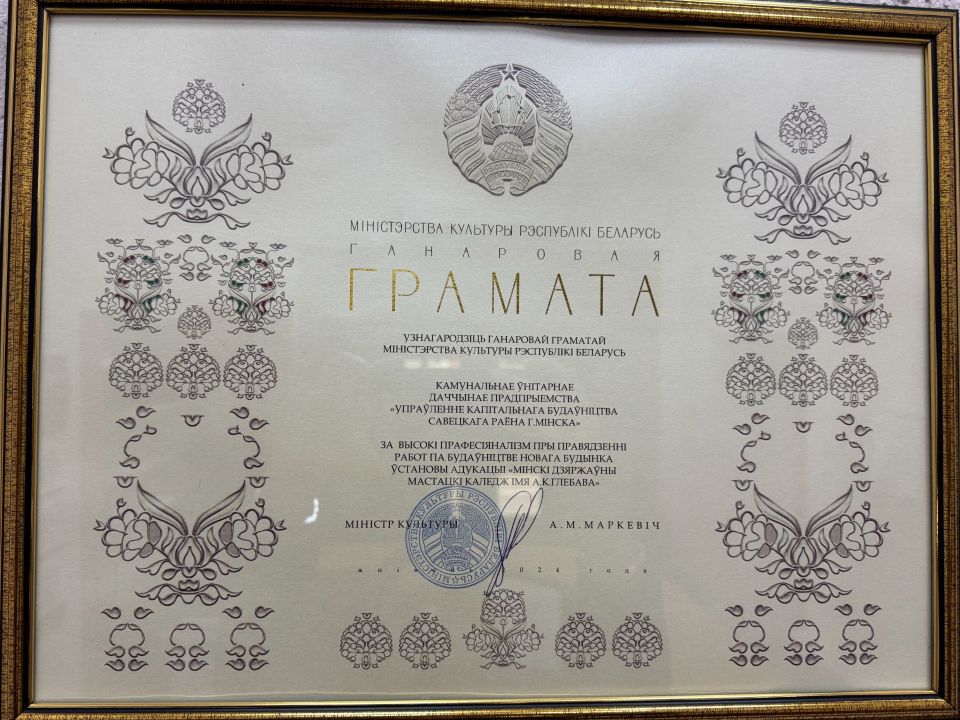 РЭСПУБЛІКА
БЕЛАРУСЬ
МІНІСТЭРСТВА КУЛЬТУРЫ РЭСПУБЛІКІ БЕЛАРУСЬ
ГАНАРОВАЯ
ГРАМАТА
УЗНАГАРОДЗІЦЬ ГАНАРОВАЙ ГРАМАТАЙ
МІНІСТЭРСТВА КУЛЬТУРЫ РЭСПУБЛІКІ БЕЛАРУСЬ
КАМУНАЛЬНАЕ ЎНІТАРНАЕ
ДАЧЧЫНАЕ ПРАДПРЫЕМСТВА
«УПРАЎЛЕННЕ КАПІТАЛЬНАГА БУДАЎНІЦТВА
САВЕЦКАГА РАЁНА Г.МІНСКА»
ЗА ВЫСОКІ ПРАФЕСІЯНАЛІЗМ ПРЫ ПРАВЯДЗЕННІ
РАБОТ ПА БУДАЎНІЦТВЕ НОВАГА БУДЫНКА
ЎСТАНОВЫ АДУКАЦЫІ «МІНСКІ ДЗЯРЖАЎНЫ
МАСТАЦКІ КАЛЕДЖ ІМЯ А.К.ГЛЕБАВА»
МІНІСТР КУЛЬТУРЫ А.М.МАРКЕВІЧ
2024 года